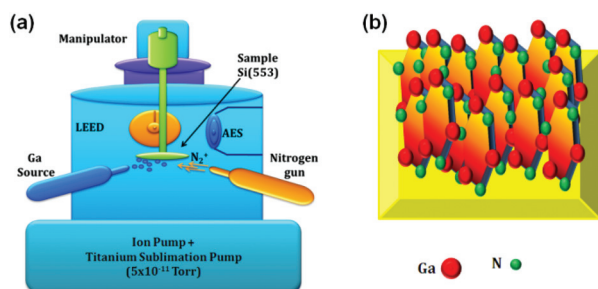 (a)
Manipulator
Sample
Si(553)
LEED
AES
N₂⁺
Ga
Source
Nitrogen
gun
Ion Pump +
Titanium Sublimation Pump
(5x10⁻¹¹ Torr)
(b)
Ga
N